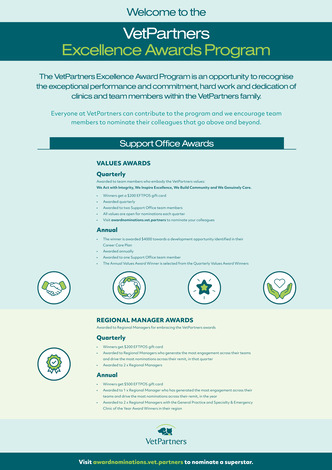 Welcome to the
VetPartners
Excellence Awards Program
The VetPartners Excellence Award Program is an opportunity to recognise
the exceptional performance and commitment, hard work and dedication of
clinics and team members within the VetPartners family.
Everyone at VetPartners can contribute to the program and we encourage team
members to nominate their colleagues that go above and beyond.
Support Office Awards
VALUES AWARDS
Quarterly
Awarded to team members who embody the VetPartners values:
We Act with Integrity, We Inspire Excellence, We Build Community and We Genuinely Care.
• Winners get a $200 EFTPOS gift card
• Awarded quarterly
• Awarded to two Support Office team members
• All values are open for nominations each quarter
• Visit awardnominations.vet.partners to nominate your colleagues
Annual
• The winner is awarded $4000 towards a development opportunity identified in their
Career Care Plan
• Awarded annually
• Awarded to one Support Office team member
• The Annual Values Award Winner is selected from the Quarterly Values Award Winners
REGIONAL MANAGER AWARDS
Awarded to Regional Managers for embracing the VetPartners awards
Quarterly
• Winners get $200 EFTPOS gift card
• Awarded to Regional Managers who generate the most engagement across their teams
and drive the most nominations across their remit, in that quarter
• Awarded to 2 x Regional Managers
Annual
• Winners get $500 EFTPOS gift card
• Awarded to 1 x Regional Manager who has generated the most engagement across their
teams and drive the most nominations across their remit, in the year
• Awarded to 2 x Regional Managers with the General Practice and Specialty & Emergency
Clinic of the Year Award Winners in their region
VetPartners
Visit awardnominations.vet.partners to nominate a superstar.